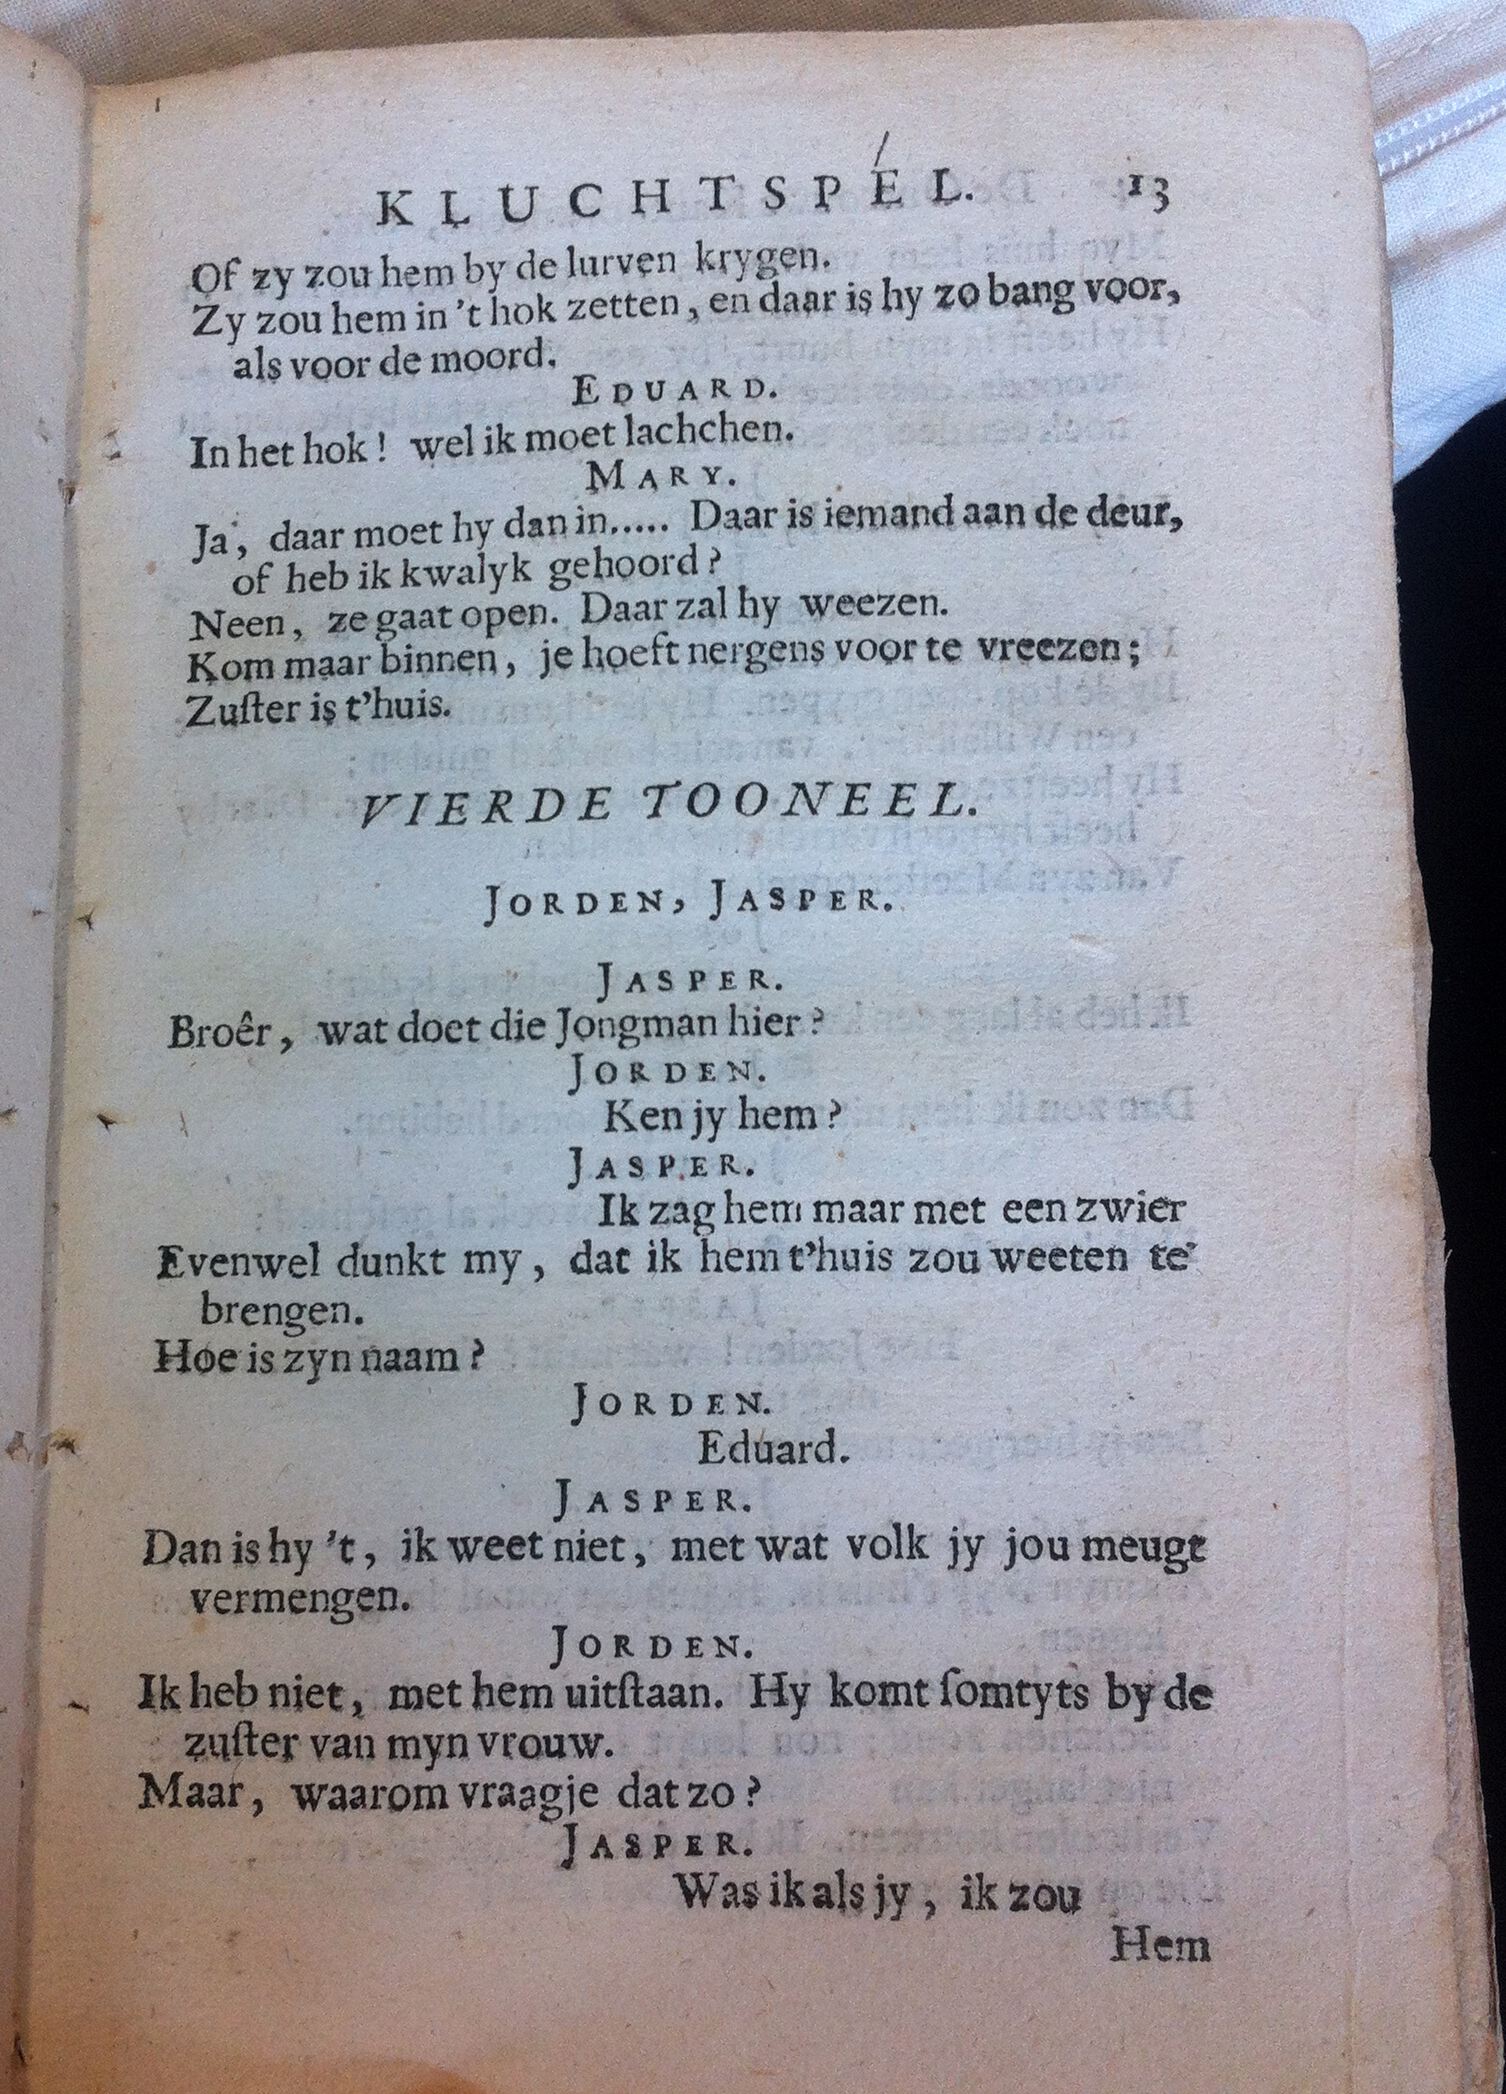 KLUCHTSPEL. 13
Of zy zou hem by de lurven krygen.
Zy zou hem in 't hok zetten, en daar is hy zo bang voor,
als voor de moord.
EDUARD.
In het hok! wel ik moet lachchen.
MARY.
Ja, daar moet hy dan in..... Daar is iemand aan de deur,
of heb ik kwalyk gehoord?
Neen, ze gaat open. Daar zal hy weezen.
Kom maar binnen, je hoeft nergens voor te vreezen;
Zuſter is t'huis.
VIERDE TOONEEL.
JORDEN, JASPER.
JASPER.
Broêr, wat doet die Jongman hier?
JORDEN.
Ken jy hem?
JASPER.
Ik zag hem maar met een zwier
Evenwel dunkt my, dat ik hem t'huis zou weeten te
brengen.
Hoe is zyn naam?
JORDEN.
Eduard.
JASPER.
Dan is hy 't, ik weet niet, met wat volk jy jou meugt
vermengen.
JORDEN.
Ik heb niet, met hem uitſtaan. Hy komt ſomtyts by de
zuſter van myn vrouw.
Maar, waarom vraagje dat zo?
JASPER.
Was ik als jy, ik zou
Hem